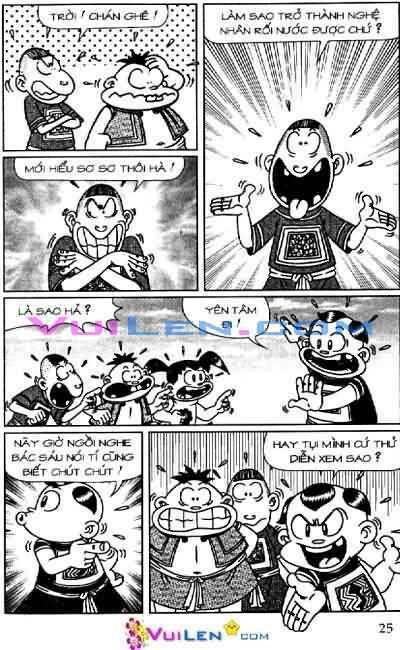 TRỜI ! CHÁN GHÊ !
LÀM SAO TRỞ THÀNH NGHỆ
NHÂN RỐI NƯỚC ĐƯỢC CHỨ ?
MỚI HIỂU SƠ SƠ THÔI HÀ !
LÀ SAO HẢ ?
YÊN TÂM
ĐI !
VuiLen.com
NÃY GIỜ NGỒI NGHE
BÁC SÁU NÓI TÍ CŨNG
BIẾT CHÚT CHÚT !
HAY TỤI MÌNH CỨ THỬ
DIỄN XEM SAO ?
25
VuiLen.com